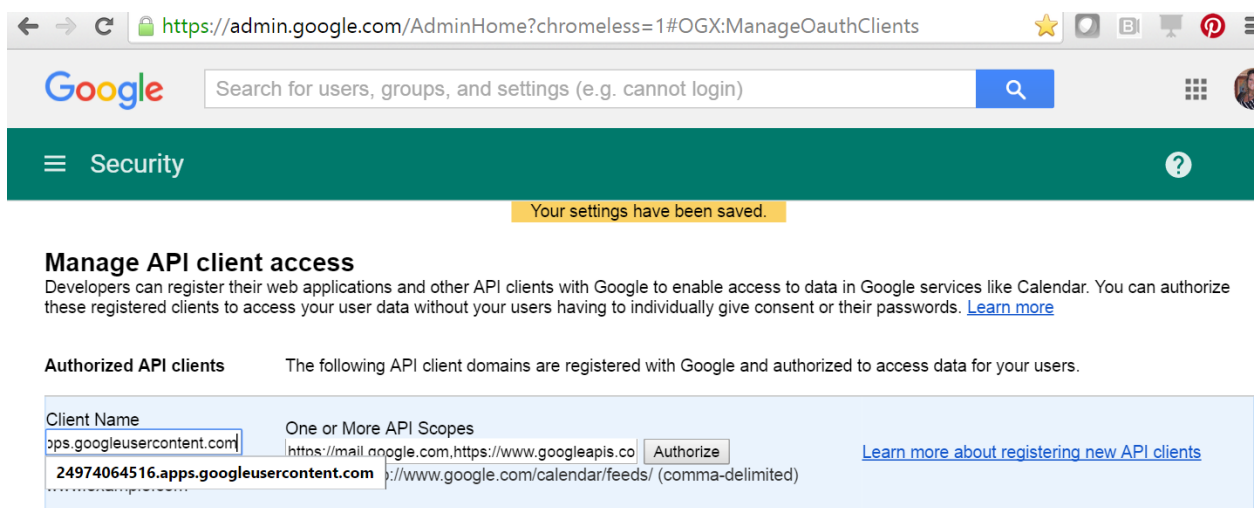 https://admin.google.com/AdminHome?chromeless=1#OGX:ManageOauthClients
Google
Search for users, groups, and settings (e.g. cannot login)
Security
?
Your settings have been saved.
Manage API client access
Developers can register their web applications and other API clients with Google to enable access to data in Google services like Calendar. You can authorize
these registered clients to access your user data without your users having to individually give consent or their passwords. Learn more
Authorized API clients
The following API client domains are registered with Google and authorized to access data for your users.
Client Name
One or More API Scopes
pps.googleusercontent.com
https://mail.google.com,https://www.googleapis.co
Authorize
Learn more about registering new API clients
24974064516.apps.googleusercontent.com
://www.google.com/calendar/feeds/ (comma-delimited)